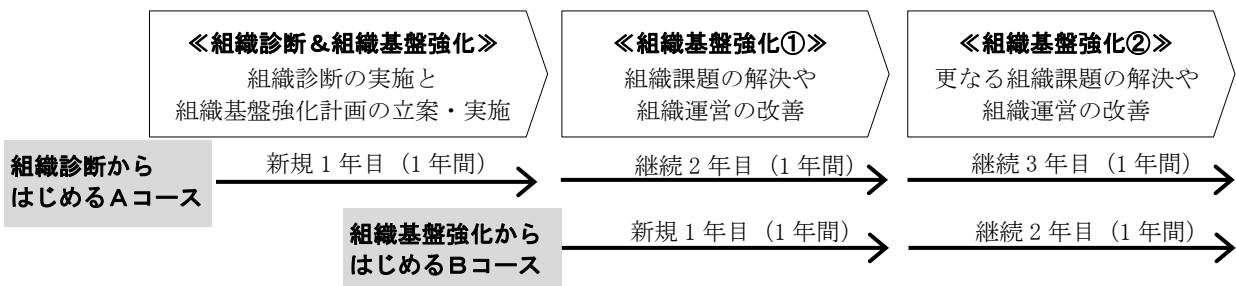 ≪組織診断＆組織基盤強化≫
組織診断の実施と
組織基盤強化計画の立案・実施
≪組織基盤強化①≫
組織課題の解決や
組織運営の改善
≪組織基盤強化②≫
更なる組織課題の解決や
組織運営の改善
組織診断から
はじめるＡコース
新規１年目（1 年間）
継続２年目（1 年間）
継続３年目（1 年間）
組織基盤強化から
はじめるＢコース
新規１年目（1 年間）
継続２年目（1 年間）